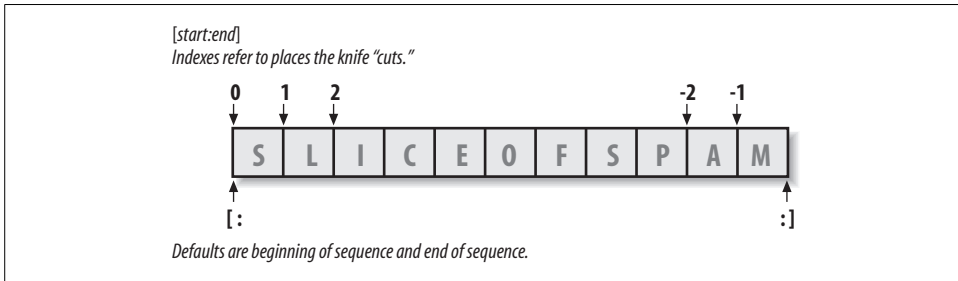 [start:end]
Indexes refer to places the knife “cuts.”
0 1 2 -2 -1
S L I C E O F S P A M
[: :]
Defaults are beginning of sequence and end of sequence.